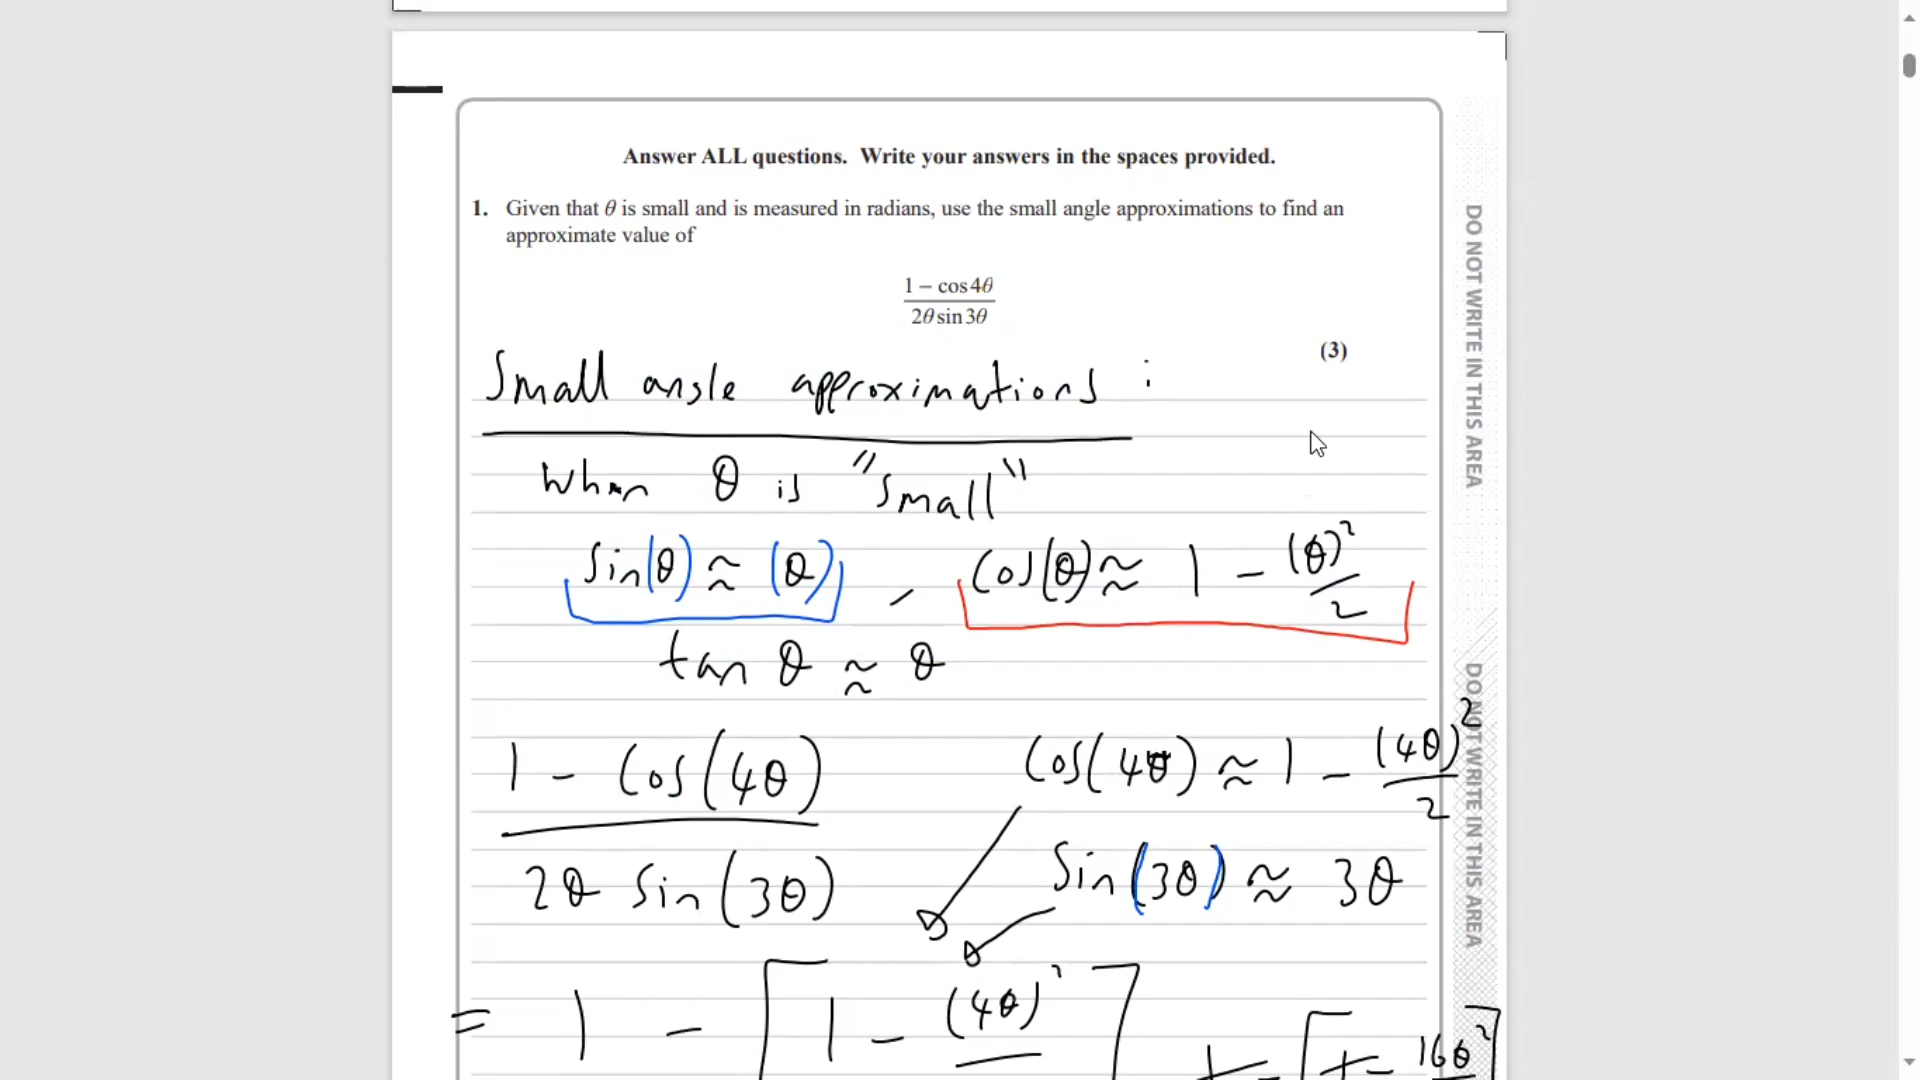 Answer ALL questions. Write your answers in the spaces provided.
1. Given that θ is small and is measured in radians, use the small angle approximations to find an
approximate value of
1 − cos 4θ
2θ sin 3θ
(3)
Small angle approximations :
When θ is "small"
sin(θ) ≈ (θ) , cos(θ) ≈ 1 − (θ)²
2
tan θ ≈ θ
1 − cos(4θ)
2θ sin(3θ)
cos(4θ) ≈ 1 − (4θ)²
2
sin(3θ) ≈ 3θ
= 1 − [ 1 − (4θ)² ]
16θ²
DO NOT WRITE IN THIS AREA
DO NOT WRITE IN THIS AREA